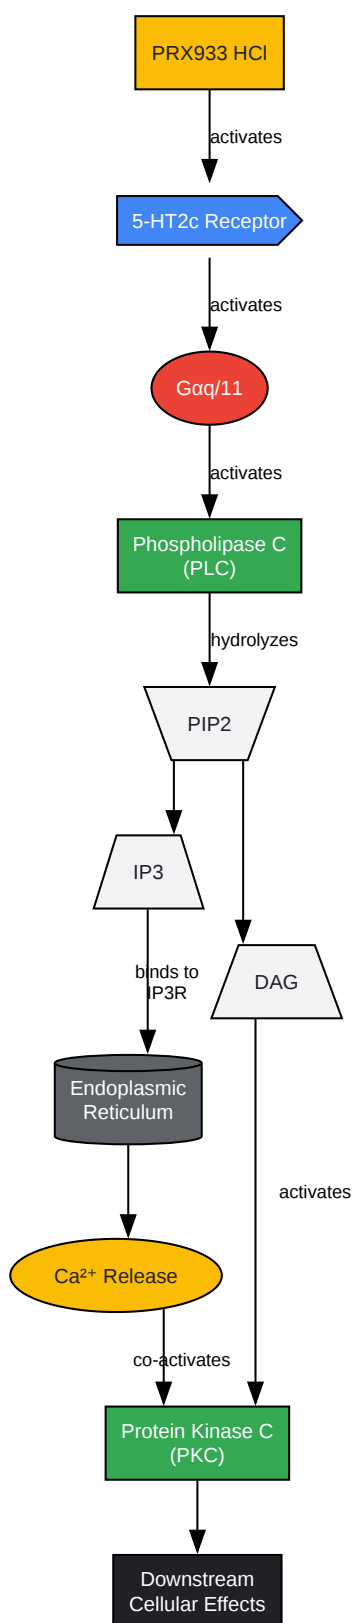 PRX933 HCl
activates
5-HT2c Receptor
activates
Gαq/11
activates
Phospholipase C
(PLC)
hydrolyzes
PIP2
IP3
DAG
binds to
IP3R
Endoplasmic
Reticulum
activates
Ca²⁺ Release
co-activates
Protein Kinase C
(PKC)
Downstream
Cellular Effects